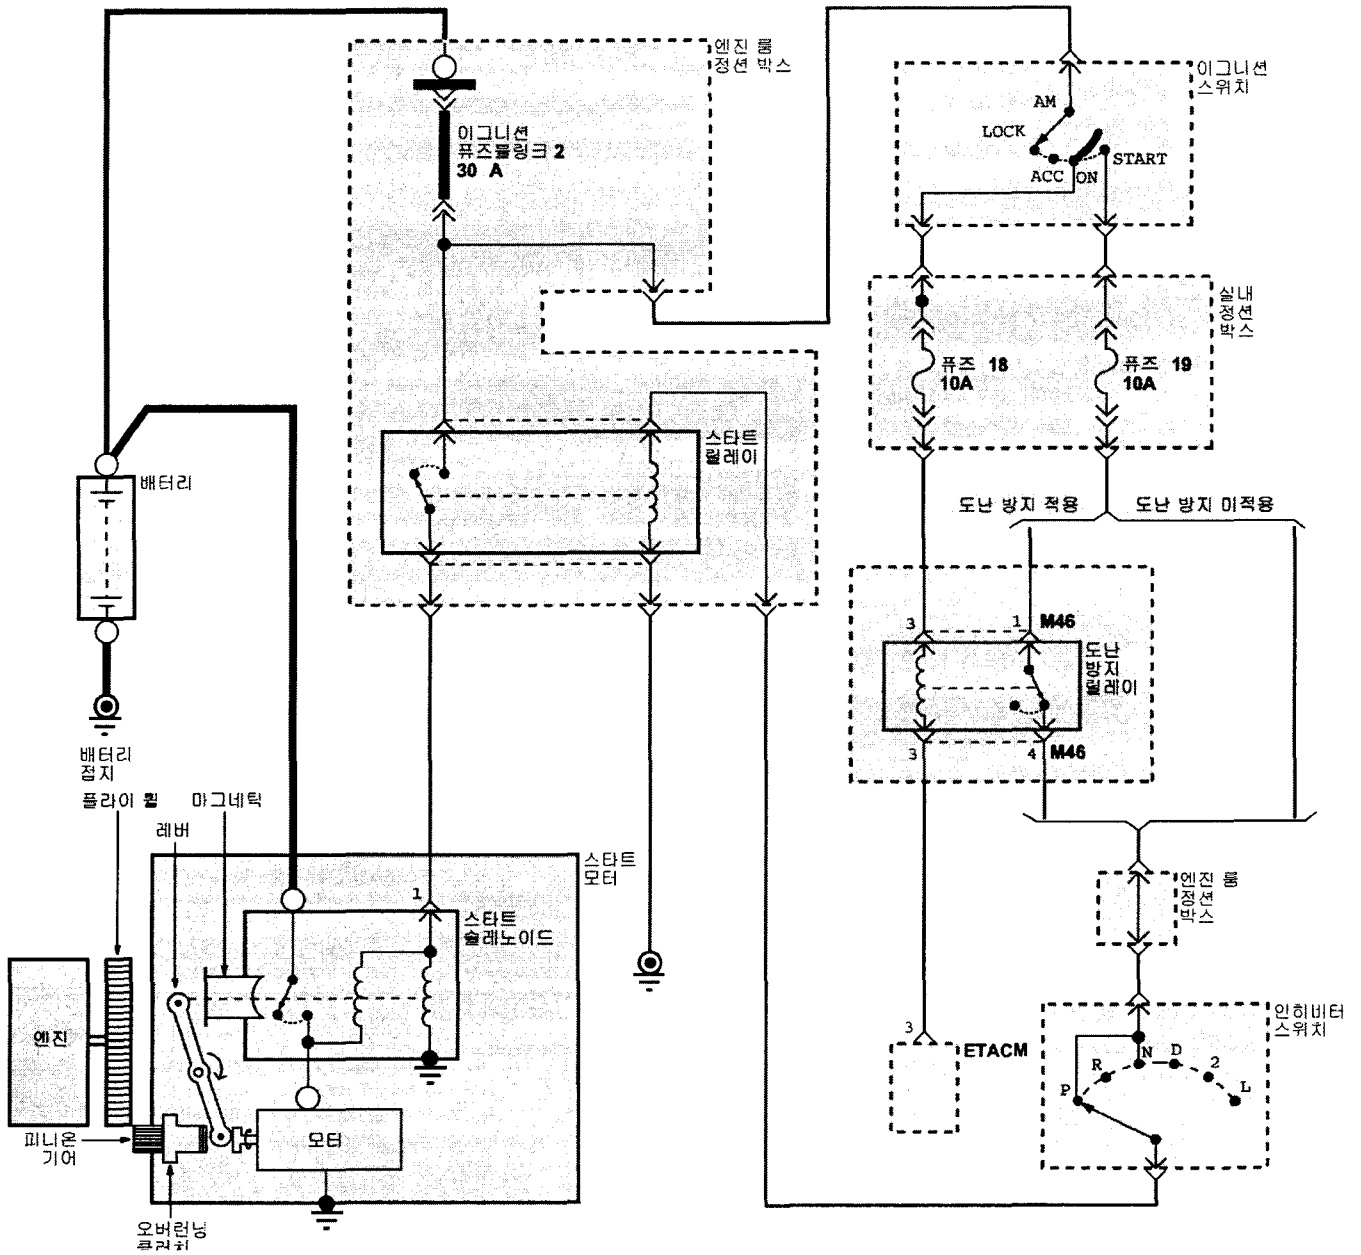 엔진 룸
정션 박스
이그니션
퓨즈블링크 2
30 A
이그니션
스위치
AM
LOCK
START
ACC
ON
실내
정션
박스
퓨즈 18
10A
퓨즈 19
10A
스타트
릴레이
배터리
도난 방지 적용
도난 방지 미적용
3
1
M46
도난
방지
릴레이
3
4
M46
배터리
접지
플라이 휠
마그네틱
레버
스타트
모터
1
스타트
솔레노이드
엔진 룸
정션
박스
엔진
3
ETACM
인히비터
스위치
P
R
N
D
2
L
피니온
기어
모터
오버런닝
클러치